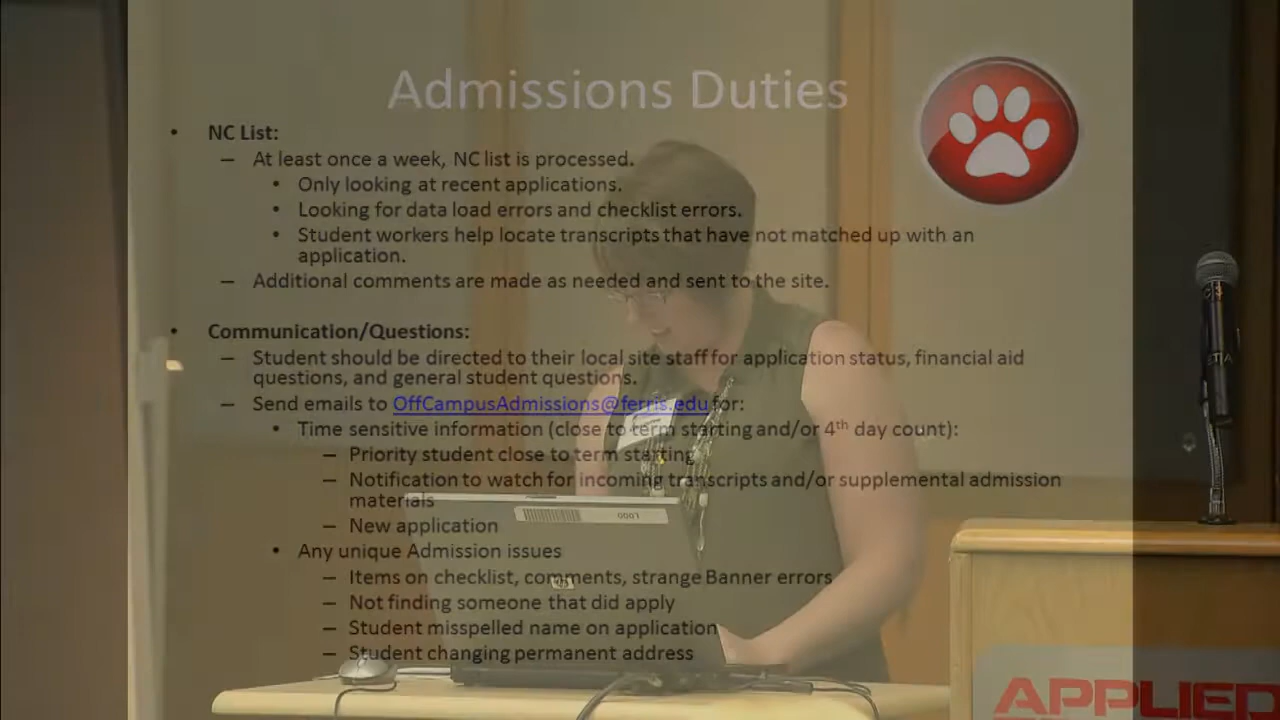 Admissions Duties
• NC List:
– At least once a week, NC list is processed.
• Only looking at recent applications.
• Looking for data load errors and checklist errors.
• Student workers help locate transcripts that have not matched up with an
application.
– Additional comments are made as needed and sent to the site.
• Communication/Questions:
– Student should be directed to their local site staff for application status, financial aid
questions, and general student questions.
– Send emails to OffCampusAdmissions@ferris.edu for:
• Time sensitive information (close to term starting and/or 4th day count):
– Priority student close to term starting
– Notification to watch for incoming transcripts and/or supplemental admission
materials
– New application
• Any unique Admission issues
– Items on checklist, comments, strange Banner errors
– Not finding someone that did apply
– Student misspelled name on application
– Student changing permanent address
hp
APPLIED